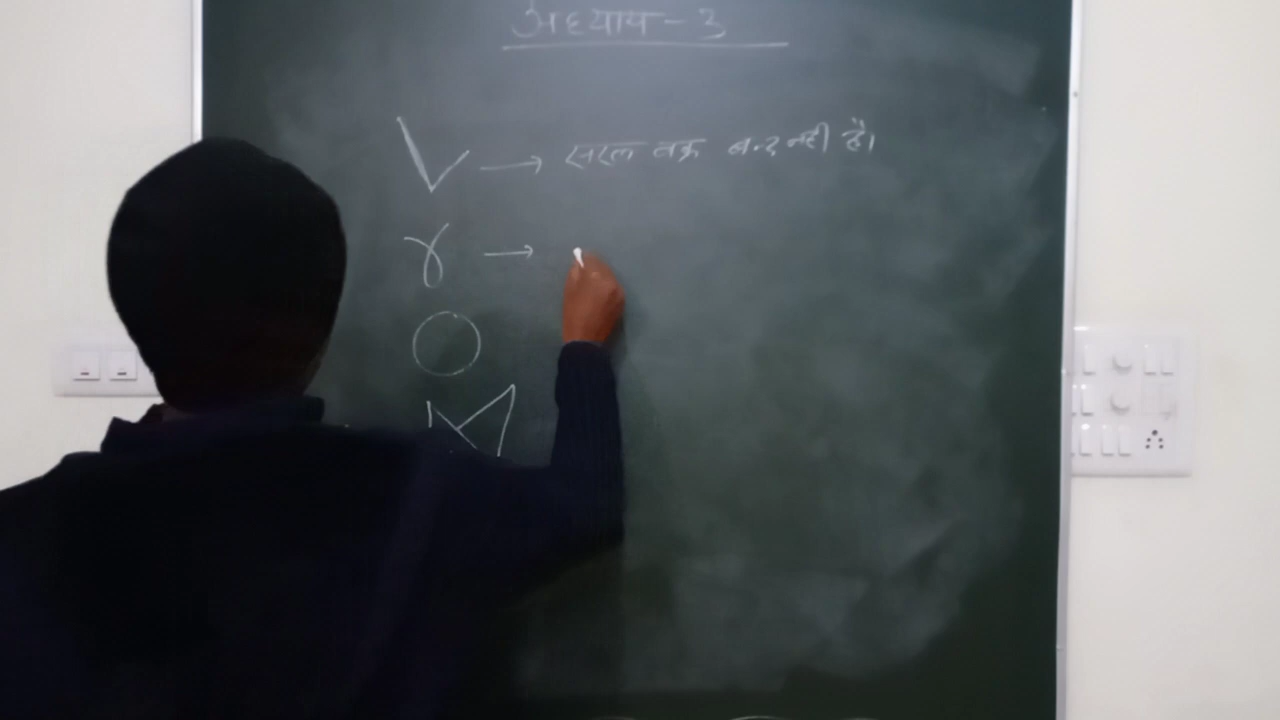 अध्याय - 3
V → सरल वक्र बन्द नहीं है।